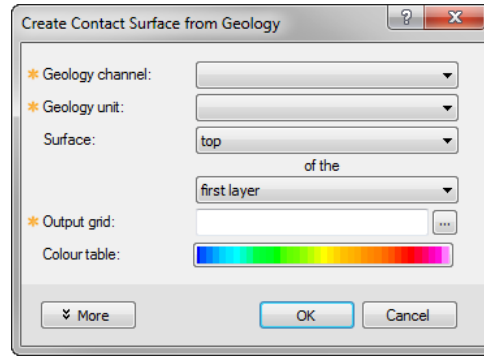 Create Contact Surface from Geology
? x
* Geology channel:
* Geology unit:
Surface: top
of the
first layer
* Output grid: ...
Colour table:
More OK Cancel